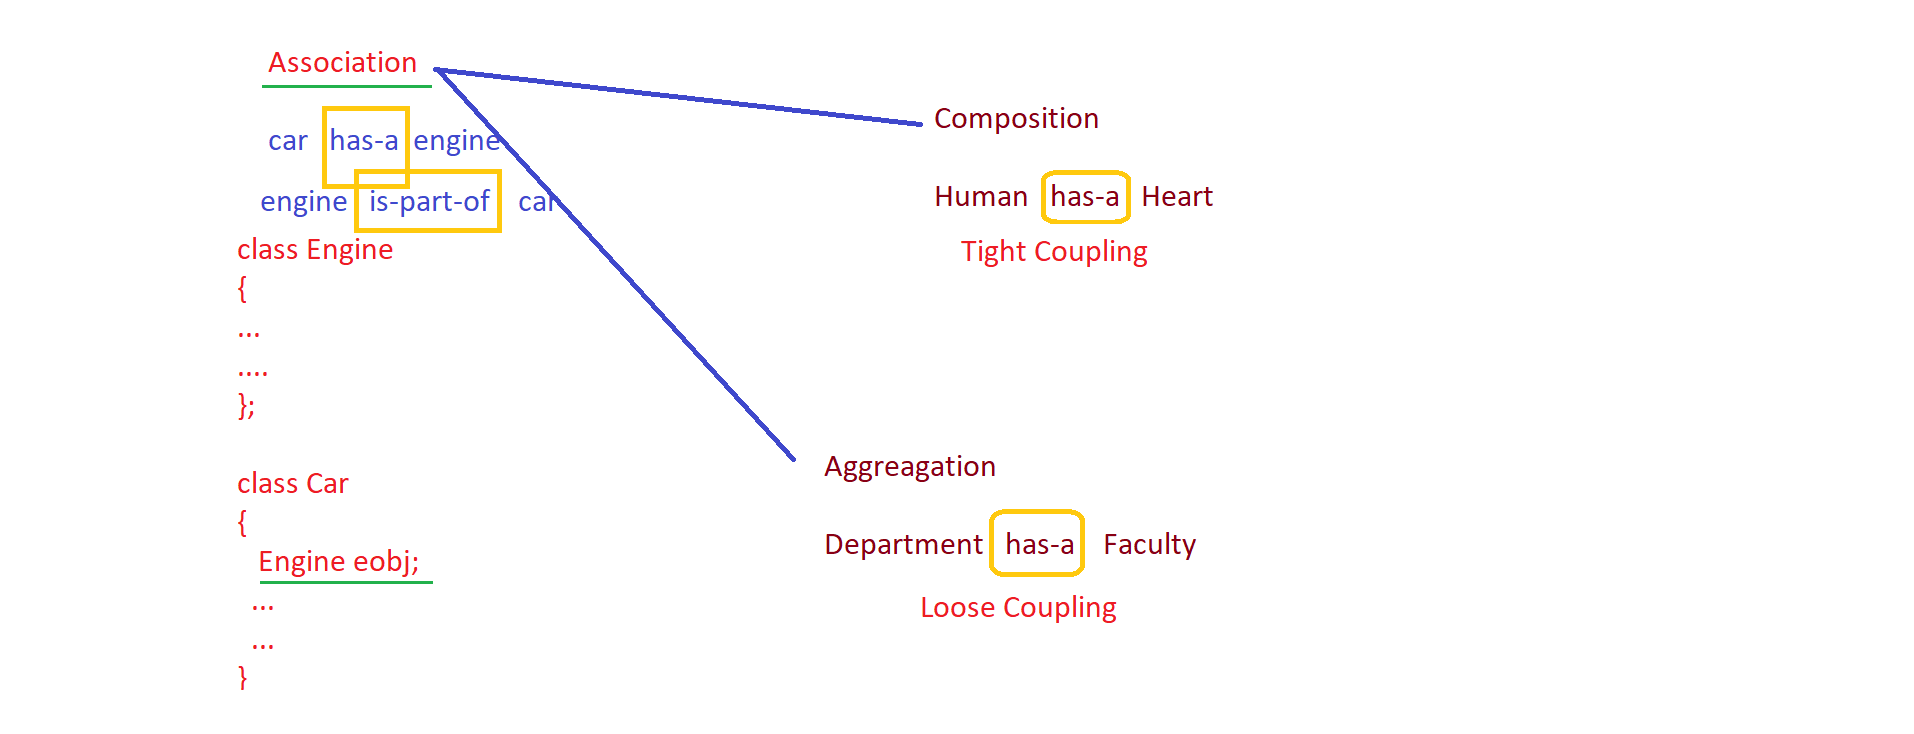 Association
car has-a engine
engine is-part-of car
class Engine
{
...
....
};
class Car
{
Engine eobj;
...
...
}
Composition
Human has-a Heart
Tight Coupling
Aggreagation
Department has-a Faculty
Loose Coupling